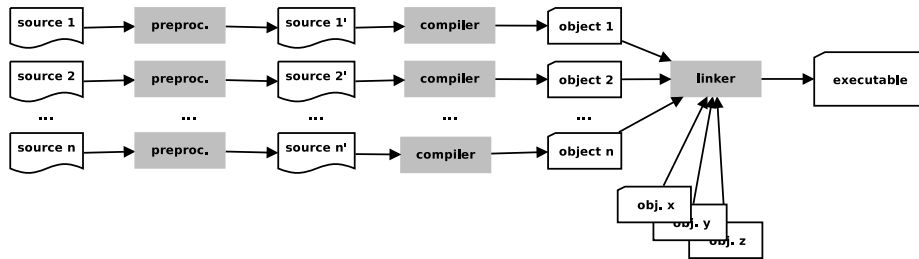 source 1 preproc. source 1' compiler object 1
source 2 preproc. source 2' compiler object 2 linker executable
... ... ... ... ...
source n preproc. source n' compiler object n
obj. x
obj. y
obj. z